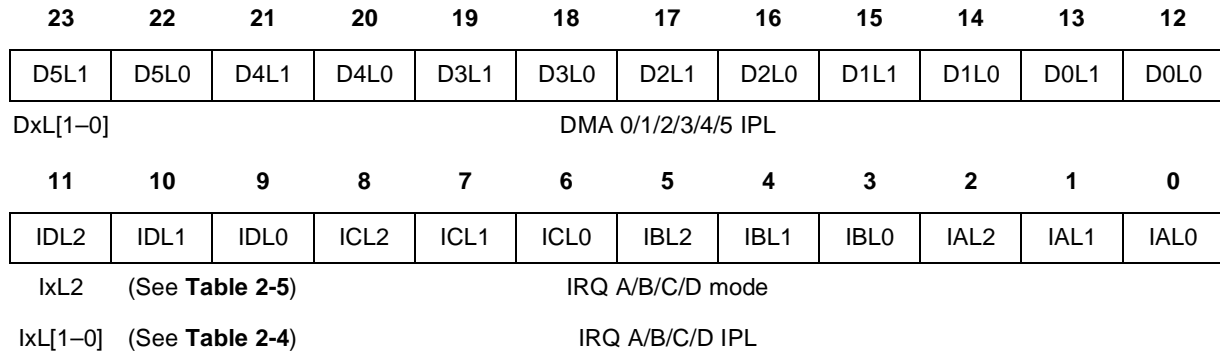 23 22 21 20 19 18 17 16 15 14 13 12
D5L1 D5L0 D4L1 D4L0 D3L1 D3L0 D2L1 D2L0 D1L1 D1L0 D0L1 D0L0
DxL[1–0] DMA 0/1/2/3/4/5 IPL
11 10 9 8 7 6 5 4 3 2 1 0
IDL2 IDL1 IDL0 ICL2 ICL1 ICL0 IBL2 IBL1 IBL0 IAL2 IAL1 IAL0
IxL2 (See Table 2-5) IRQ A/B/C/D mode
IxL[1–0] (See Table 2-4) IRQ A/B/C/D IPL